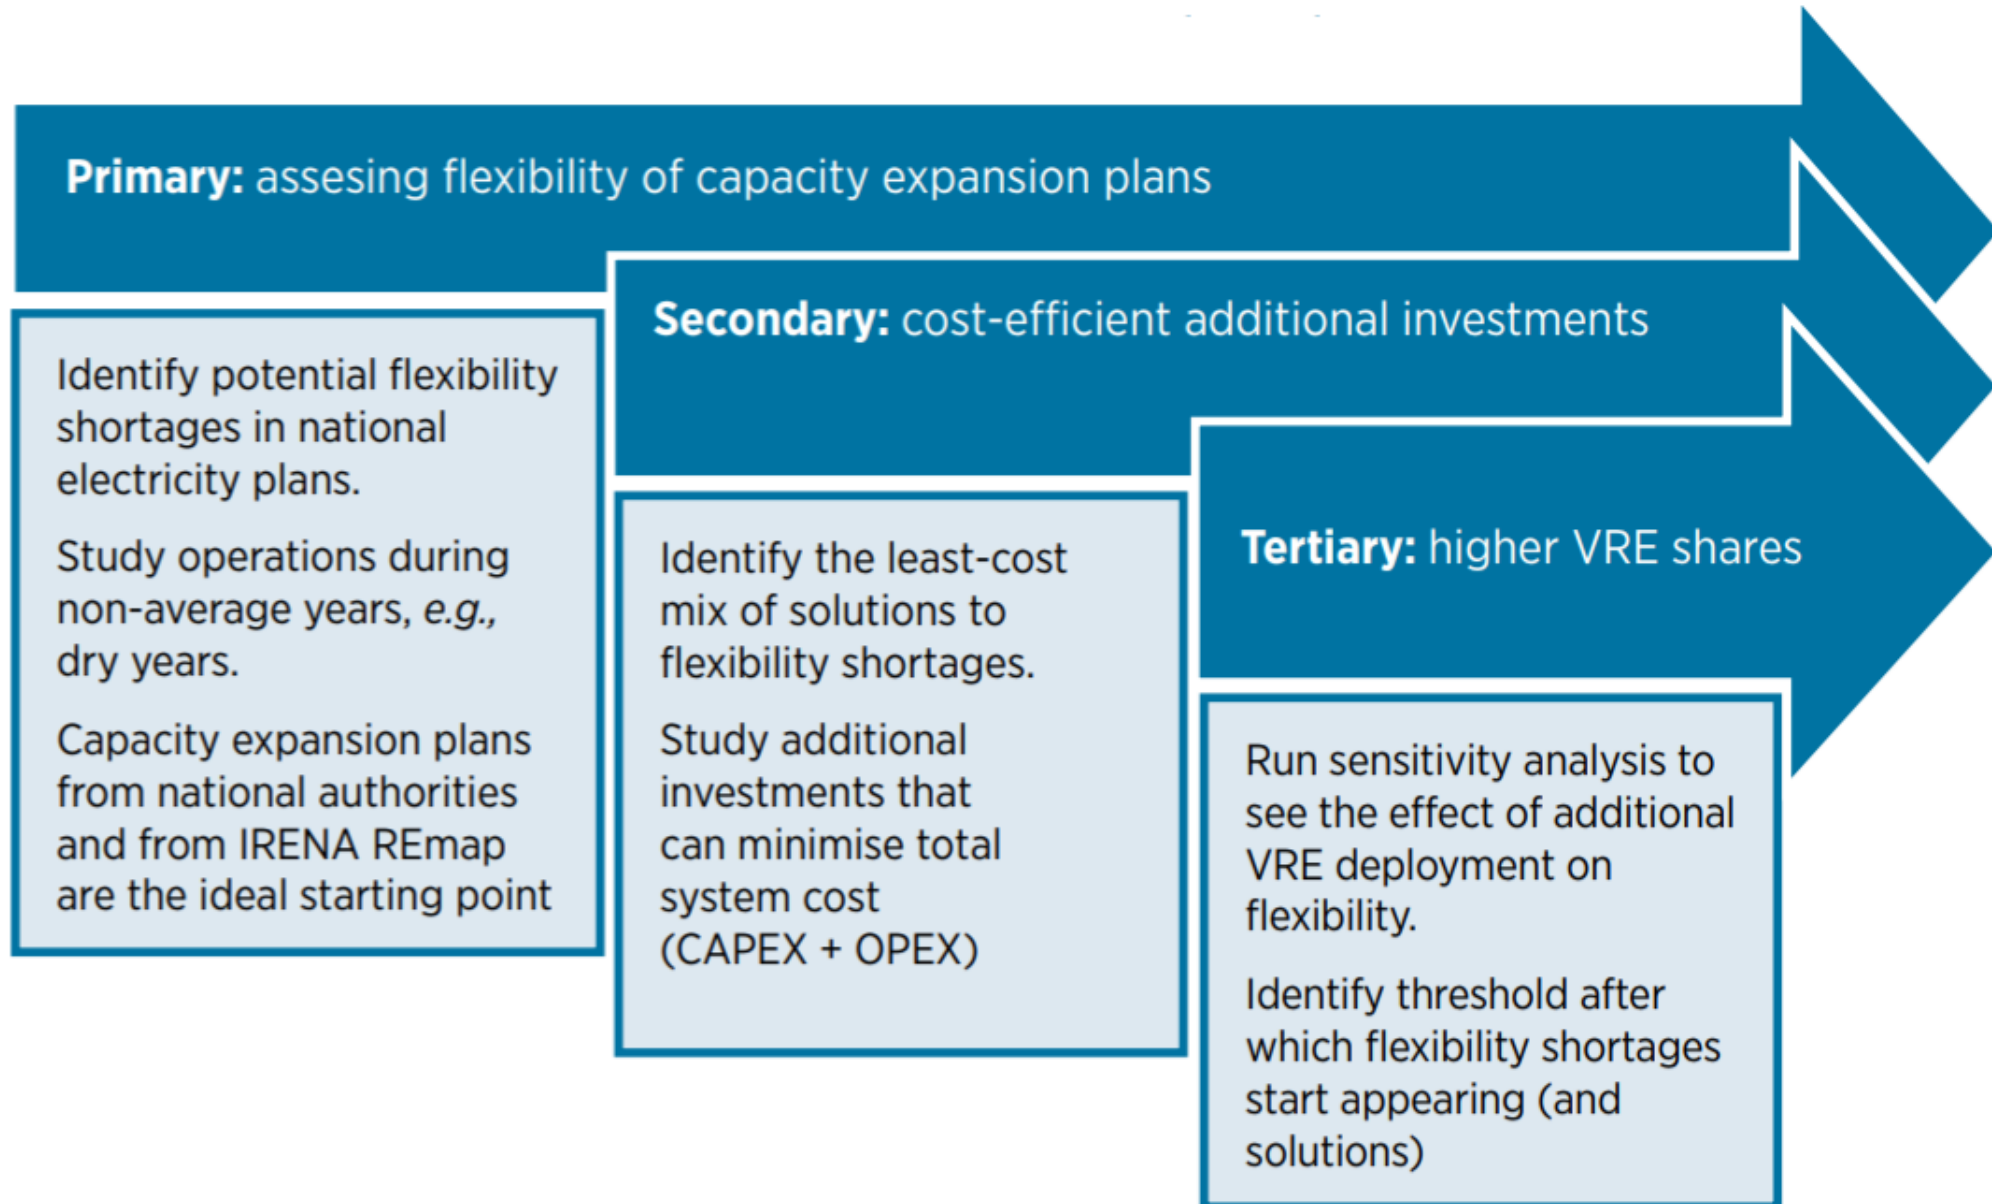 Primary: assesing flexibility of capacity expansion plans
Identify potential flexibility
shortages in national
electricity plans.
Study operations during
non-average years, e.g.,
dry years.
Capacity expansion plans
from national authorities
and from IRENA REmap
are the ideal starting point
Secondary: cost-efficient additional investments
Identify the least-cost
mix of solutions to
flexibility shortages.
Study additional
investments that
can minimise total
system cost
(CAPEX + OPEX)
Tertiary: higher VRE shares
Run sensitivity analysis to
see the effect of additional
VRE deployment on
flexibility.
Identify threshold after
which flexibility shortages
start appearing (and
solutions)